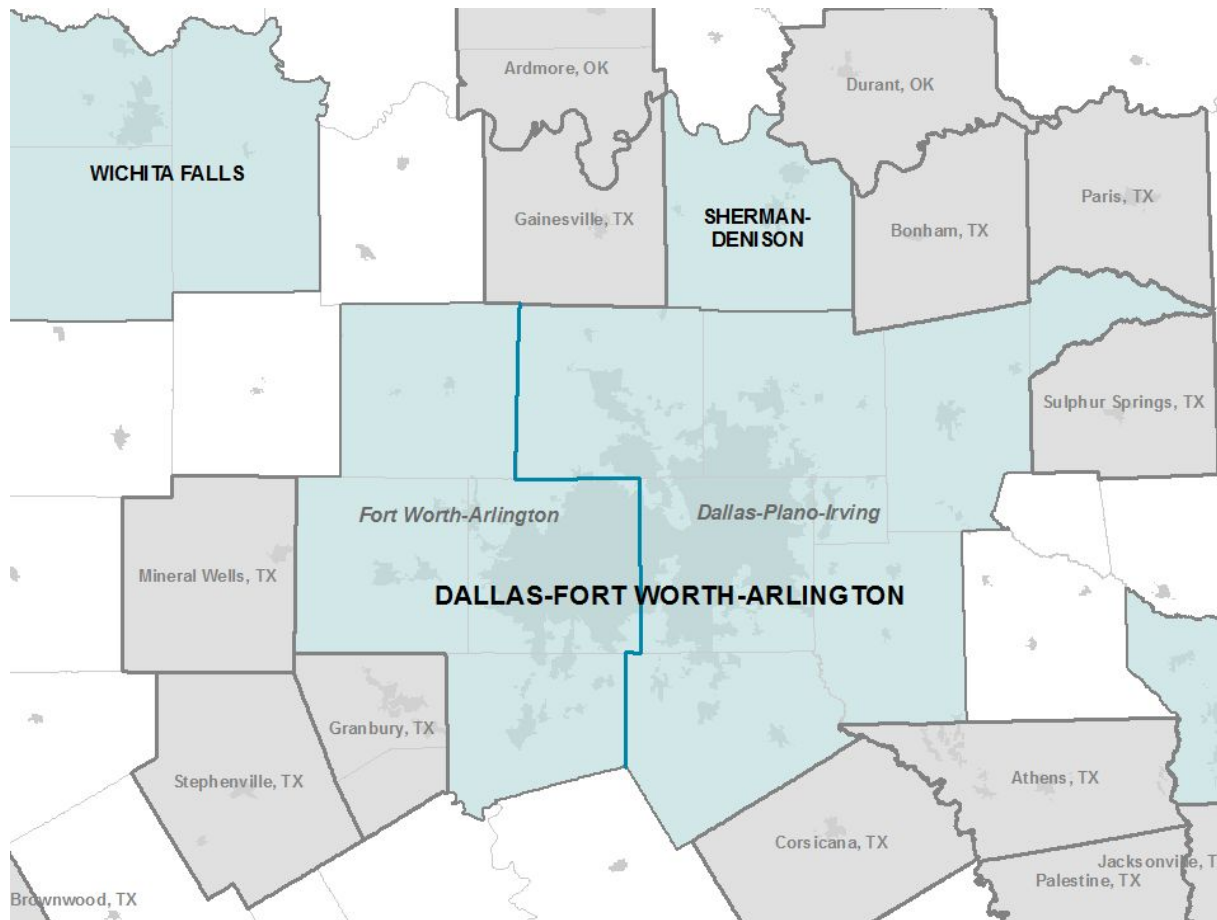 Ardmore, OK
Durant, OK
WICHITA FALLS
Paris, TX
Gainesville, TX
SHERMAN-
DENISON
Bonham, TX
Sulphur Springs, TX
Fort Worth-Arlington
Dallas-Plano-Irving
Mineral Wells, TX
DALLAS-FORT WORTH-ARLINGTON
Granbury, TX
Stephenville, TX
Athens, TX
Corsicana, TX
Jacksonville, T
Palestine, TX
Brownwood, TX